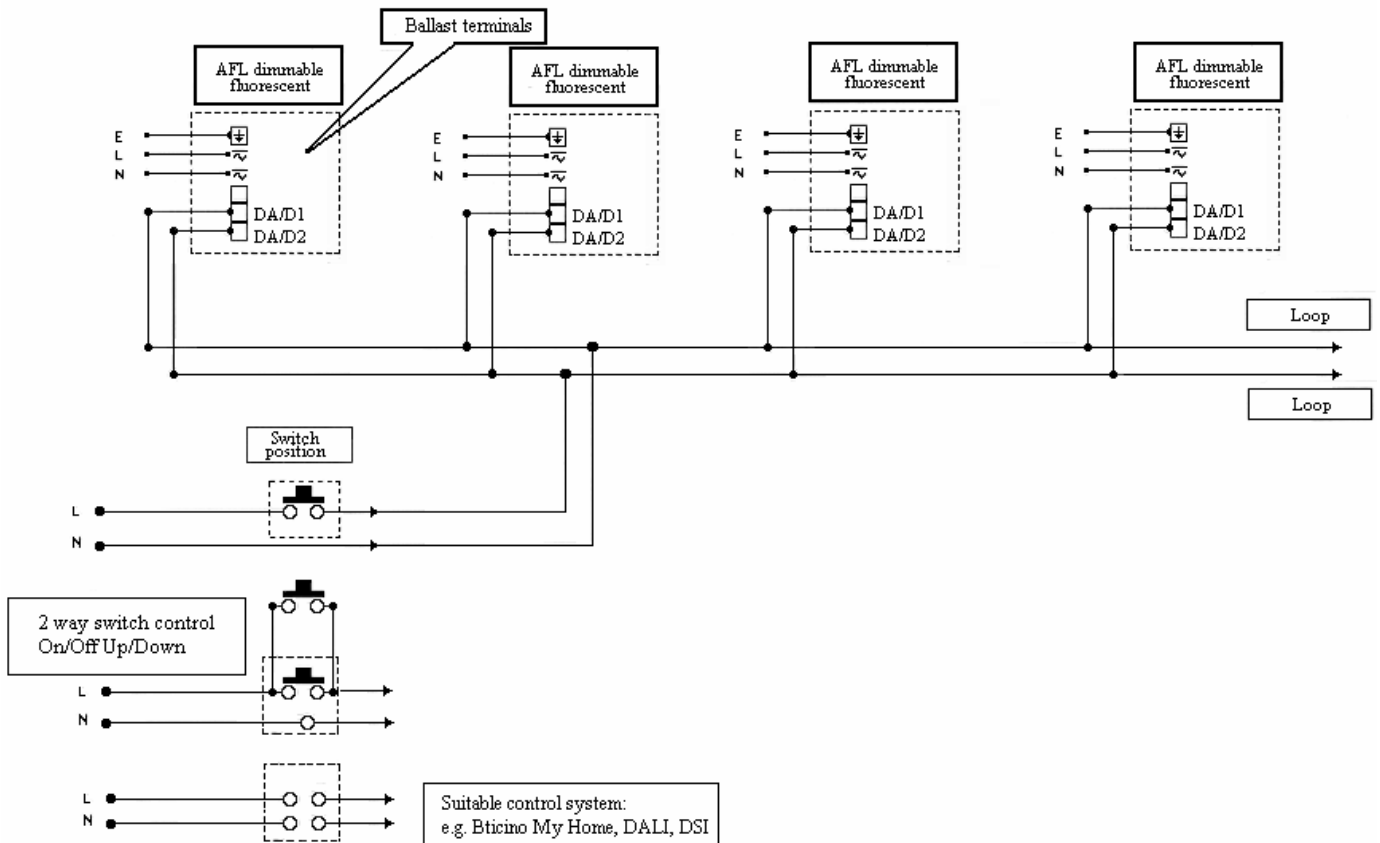 Ballast terminals
AFL dimmable
fluorescent
AFL dimmable
fluorescent
AFL dimmable
fluorescent
AFL dimmable
fluorescent
E
L
N
DA/D1
DA/D2
E
L
N
DA/D1
DA/D2
E
L
N
DA/D1
DA/D2
E
L
N
DA/D1
DA/D2
Loop
Loop
Switch
position
L
N
2 way switch control
On/Off Up/Down
L
N
L
N
Suitable control system:
e.g. Bticino My Home, DALI, DSI